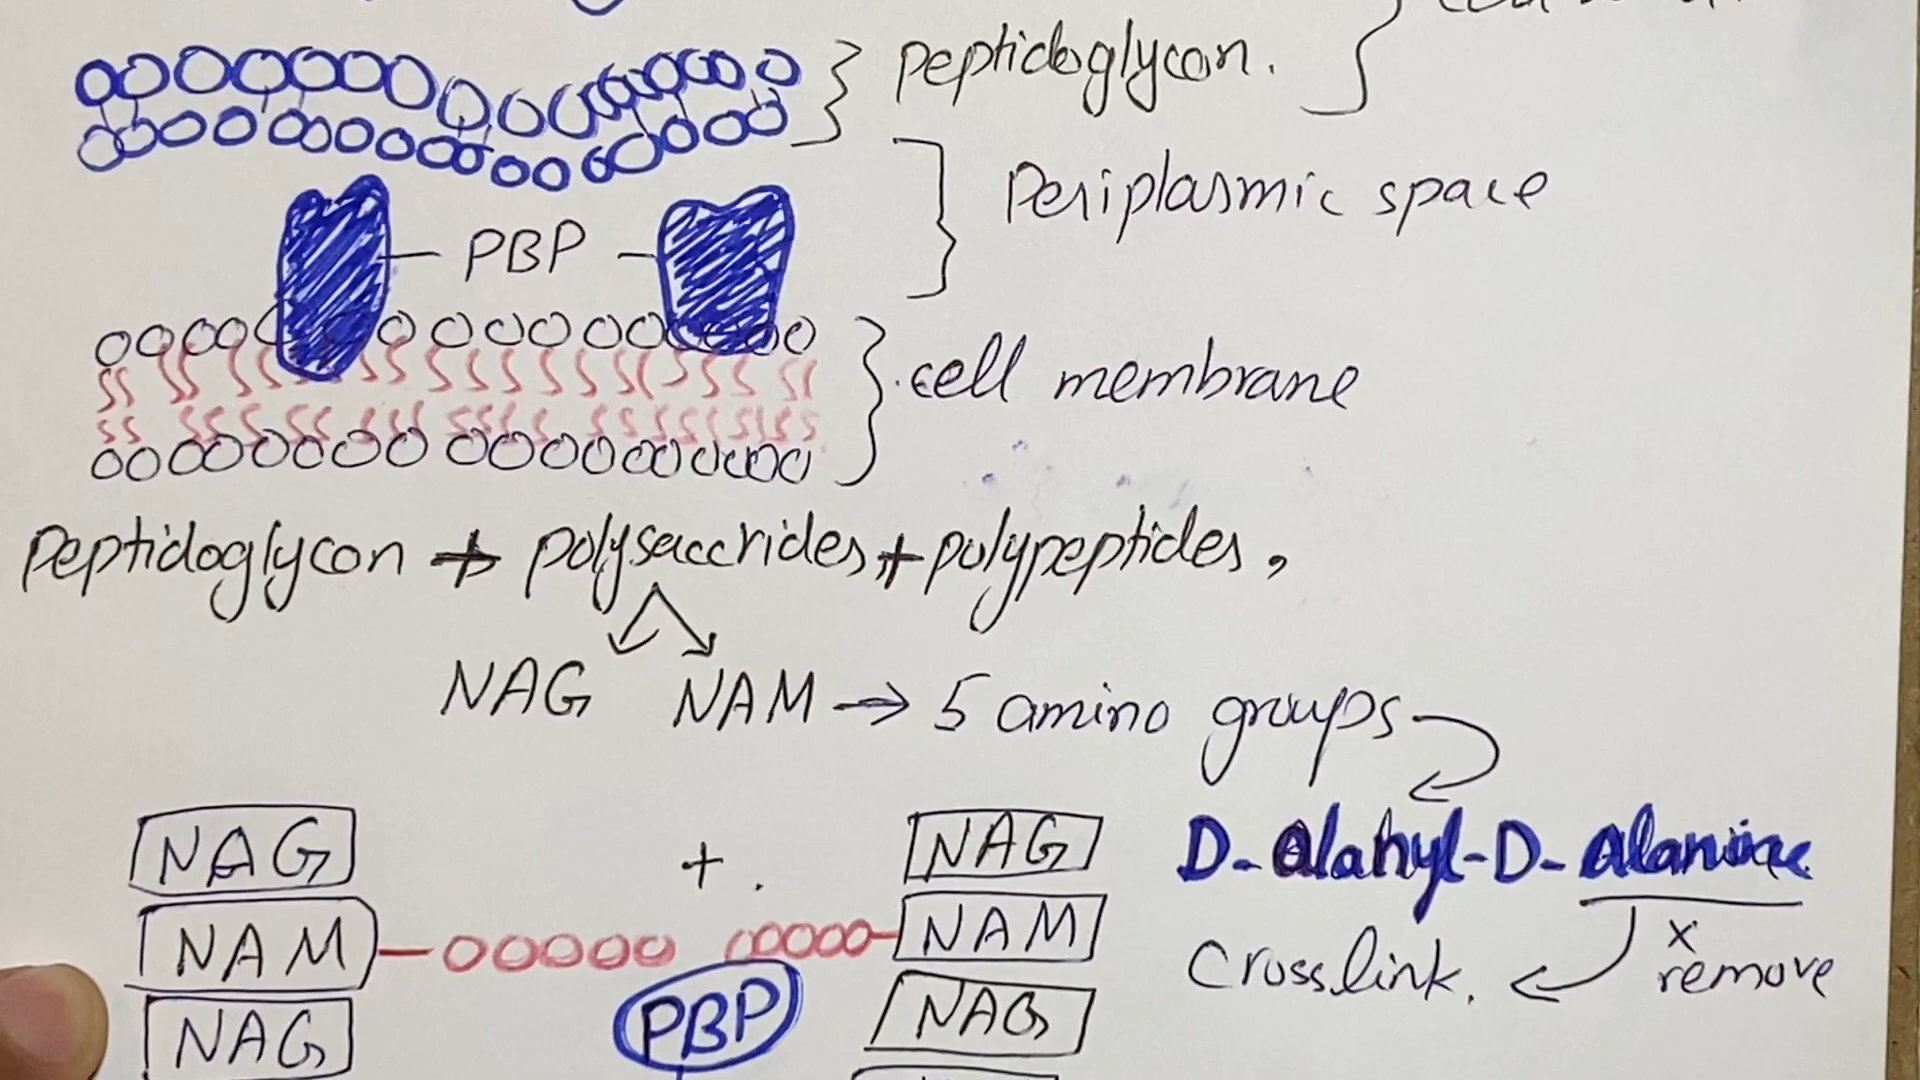 peptidoglycan.
Periplasmic space
PBP
cell membrane
peptidoglycan → polysaccrides + polypeptides,
NAG NAM → 5 amino groups
NAG + NAG D-Alanyl-D-Alanine
NAM NAM x
Crosslink. remove
PBP NAG
NAG